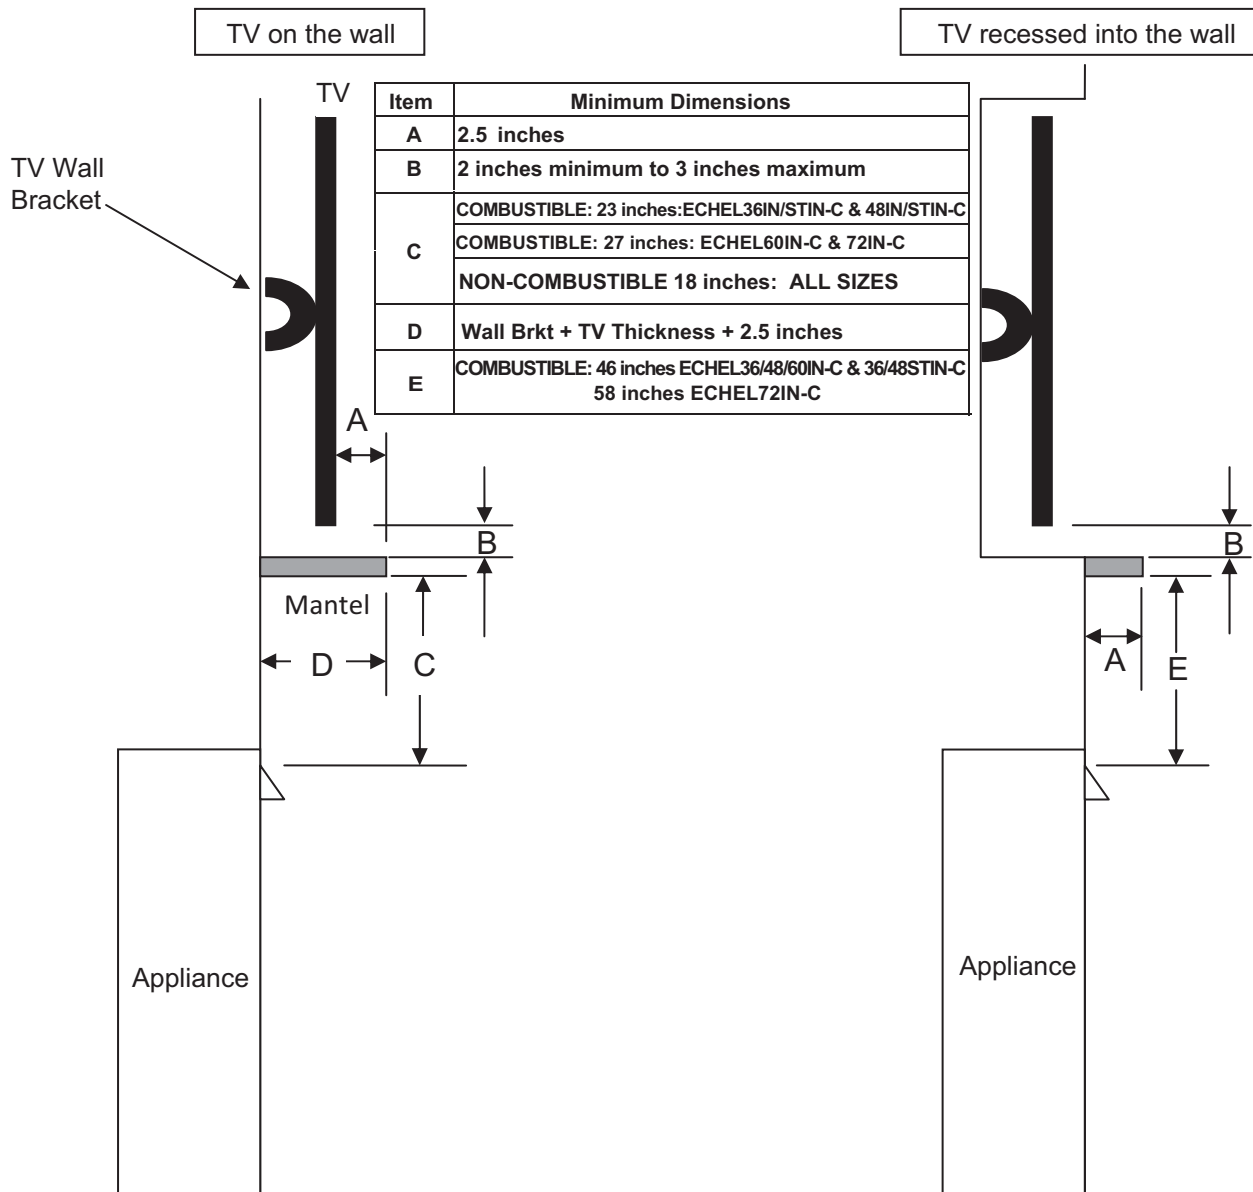 TV on the wall
TV recessed into the wall
TV
TV Wall
Bracket
Item Minimum Dimensions
A 2.5 inches
B 2 inches minimum to 3 inches maximum
C
COMBUSTIBLE: 23 inches:ECHEL36IN/STIN-C & 48IN/STIN-C
COMBUSTIBLE: 27 inches: ECHEL60IN-C & 72IN-C
NON-COMBUSTIBLE 18 inches: ALL SIZES
D Wall Brkt + TV Thickness + 2.5 inches
E
COMBUSTIBLE: 46 inches ECHEL36/48/60IN-C & 36/48STIN-C
58 inches ECHEL72IN-C
A
B
Mantel
D
C
Appliance
B
A
E
Appliance